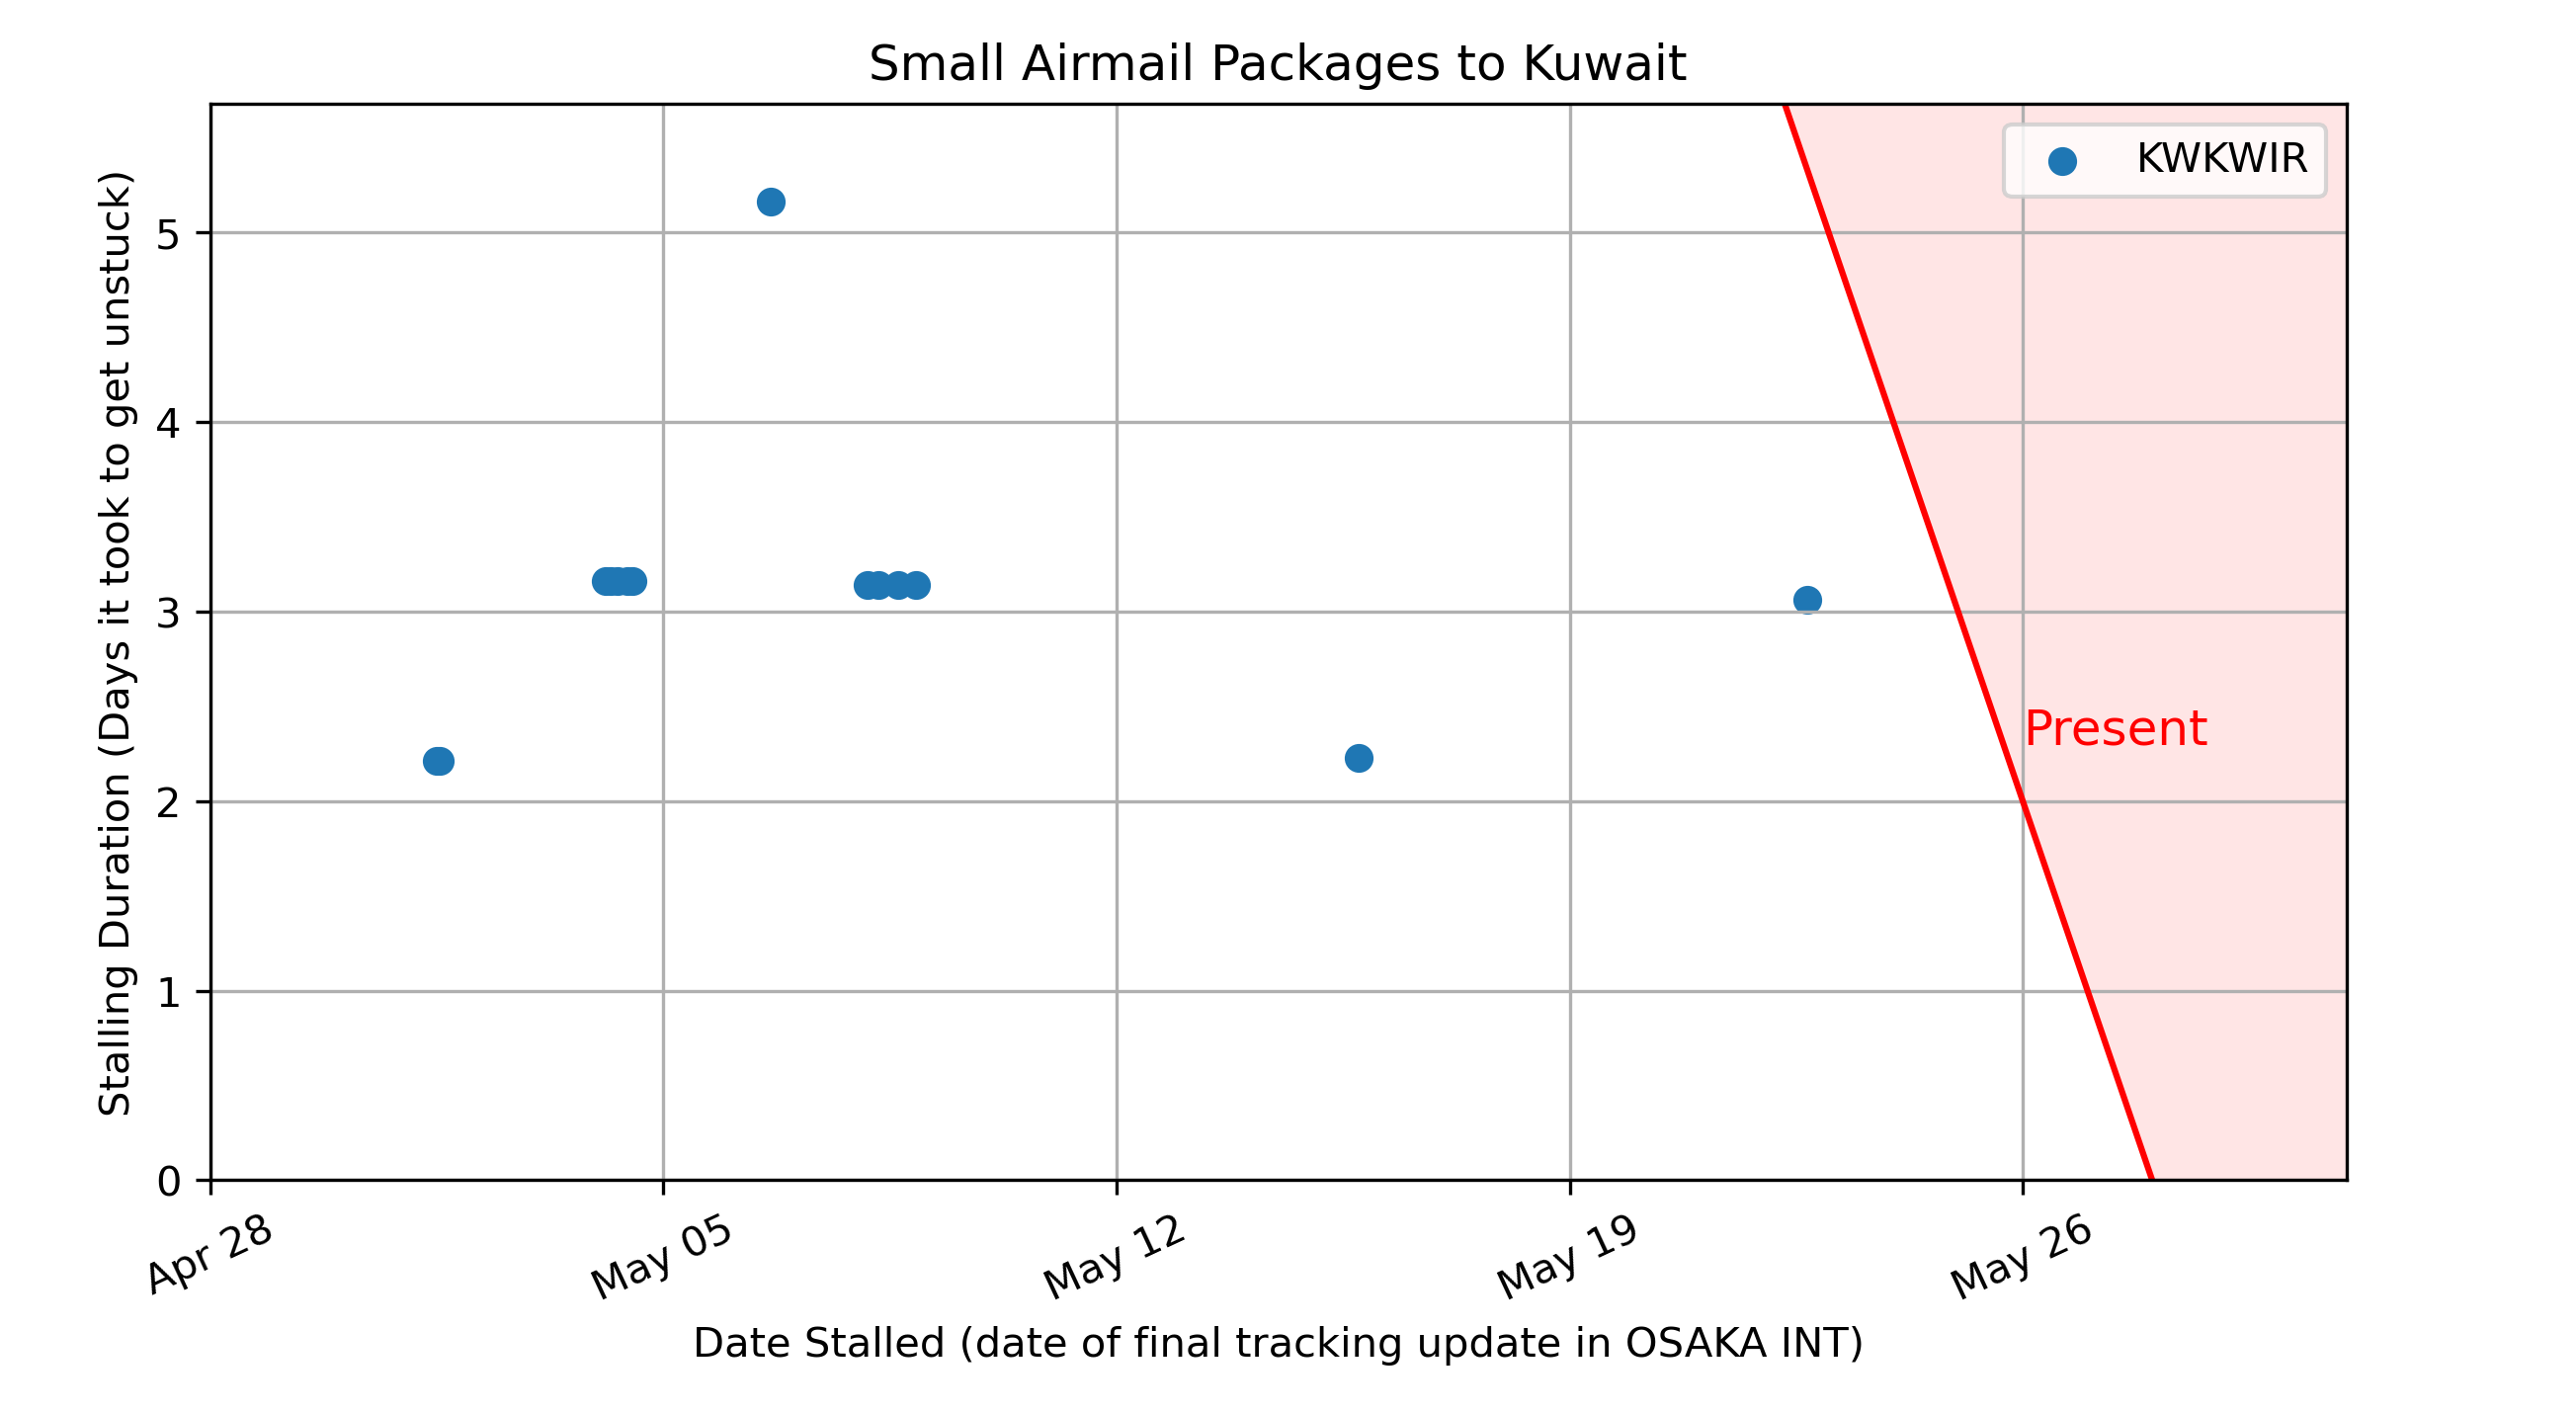 Small Airmail Packages to Kuwait
KWKWIR
Stalling Duration (Days it took to get unstuck)
5
4
3
2
1
0
Present
Apr 28
May 05
May 12
May 19
May 26
Date Stalled (date of final tracking update in OSAKA INT)